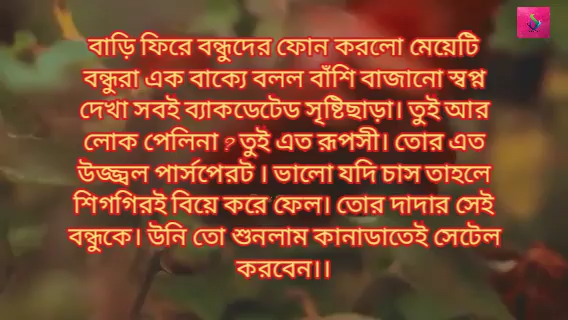 বাড়ি ফিরে বন্ধুদের ফোন করলো মেয়েটি
বন্ধুরা এক বাক্যে বলল বাঁশি বাজানো স্বপ্ন
দেখা সবই ব্যাকডেটেড সৃষ্টিছাড়া। তুই আর
লোক পেলিনা ? তুই এত রূপসী। তোর এত
উজ্জ্বল পার্সপেরট । ভালো যদি চাস তাহলে
শিগগিরই বিয়ে করে ফেল। তোর দাদার সেই
বন্ধুকে। উনি তো শুনলাম কানাডাতেই সেটেল
করবেন।।